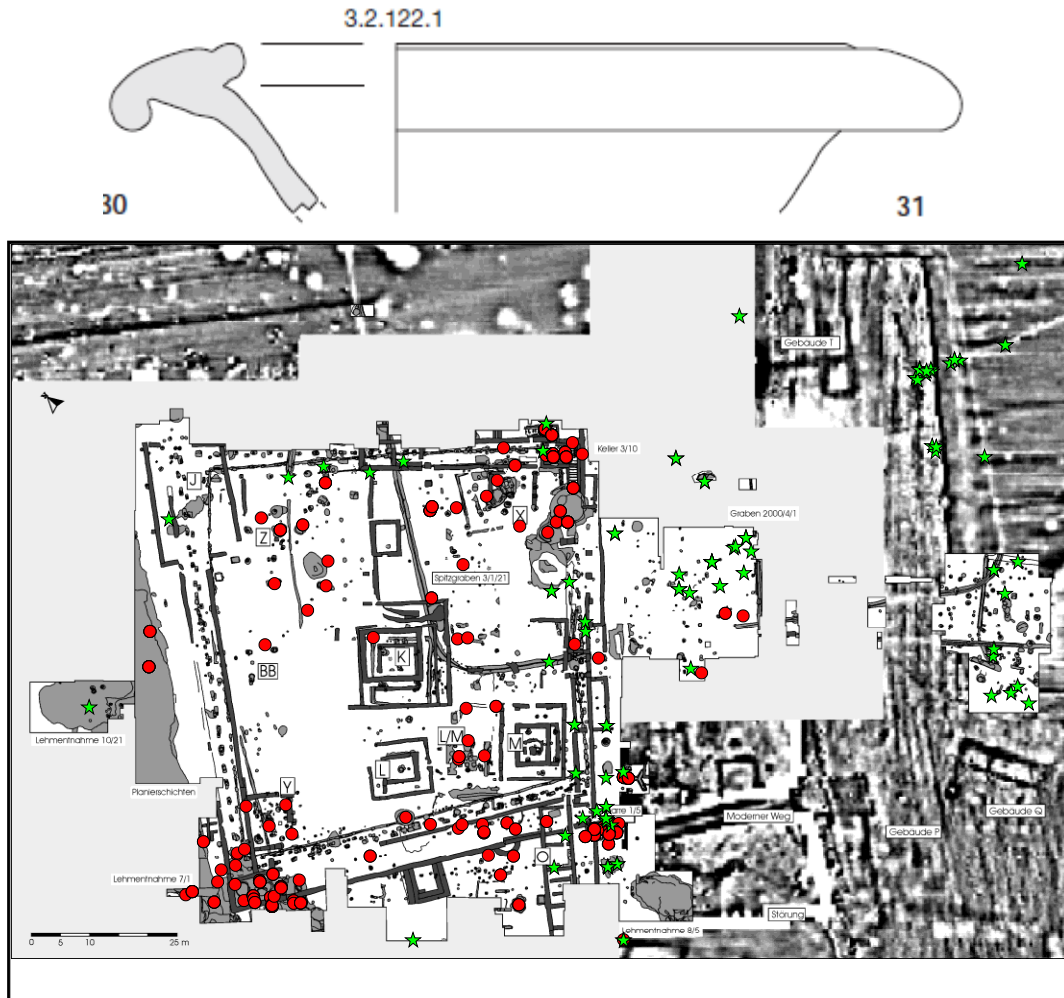 3.2.122.1
30
31
Gebäude T
J
Keller 3/10
Z
X
Graben 2000/4/1
Spitzgraben 3/1/21
K
BB
L/M
M
Lehmentnahme 10/21
L
Planierschichten
Y
Moderner Weg
Gebäude Q
Gebäude P
O
Lehmentnahme 7/1
Störung
Lehmentnahme 8/5
0 5 10 25 m